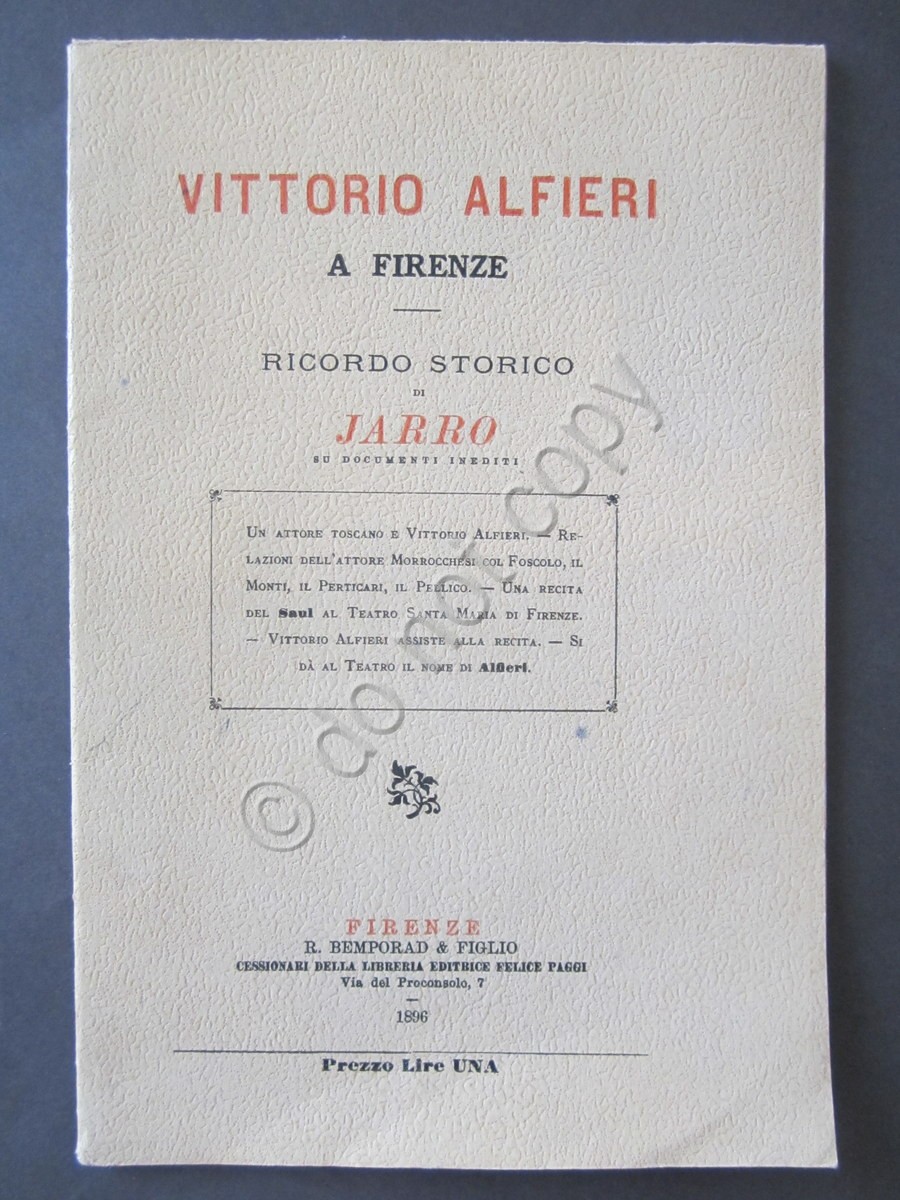 VITTORIO ALFIERI
A FIRENZE
RICORDO STORICO
DI
JARRO
SU DOCUMENTI INEDITI
UN ATTORE TOSCANO E VITTORIO ALFIERI. — RE-
LAZIONI DELL'ATTORE MORROCCHESI COL FOSCOLO, IL
MONTI, IL PERTICARI, IL PELLICO. — UNA RECITA
DEL Saul AL TEATRO SANTA MARIA DI FIRENZE.
— VITTORIO ALFIERI ASSISTE ALLA RECITA. — SI
DÀ AL TEATRO IL NOME DI Alfieri.
© do not copy
FIRENZE
R. BEMPORAD & FIGLIO
CESSIONARI DELLA LIBRERIA EDITRICE FELICE PAGGI
Via del Proconsolo, 7
1896
Prezzo Lire UNA